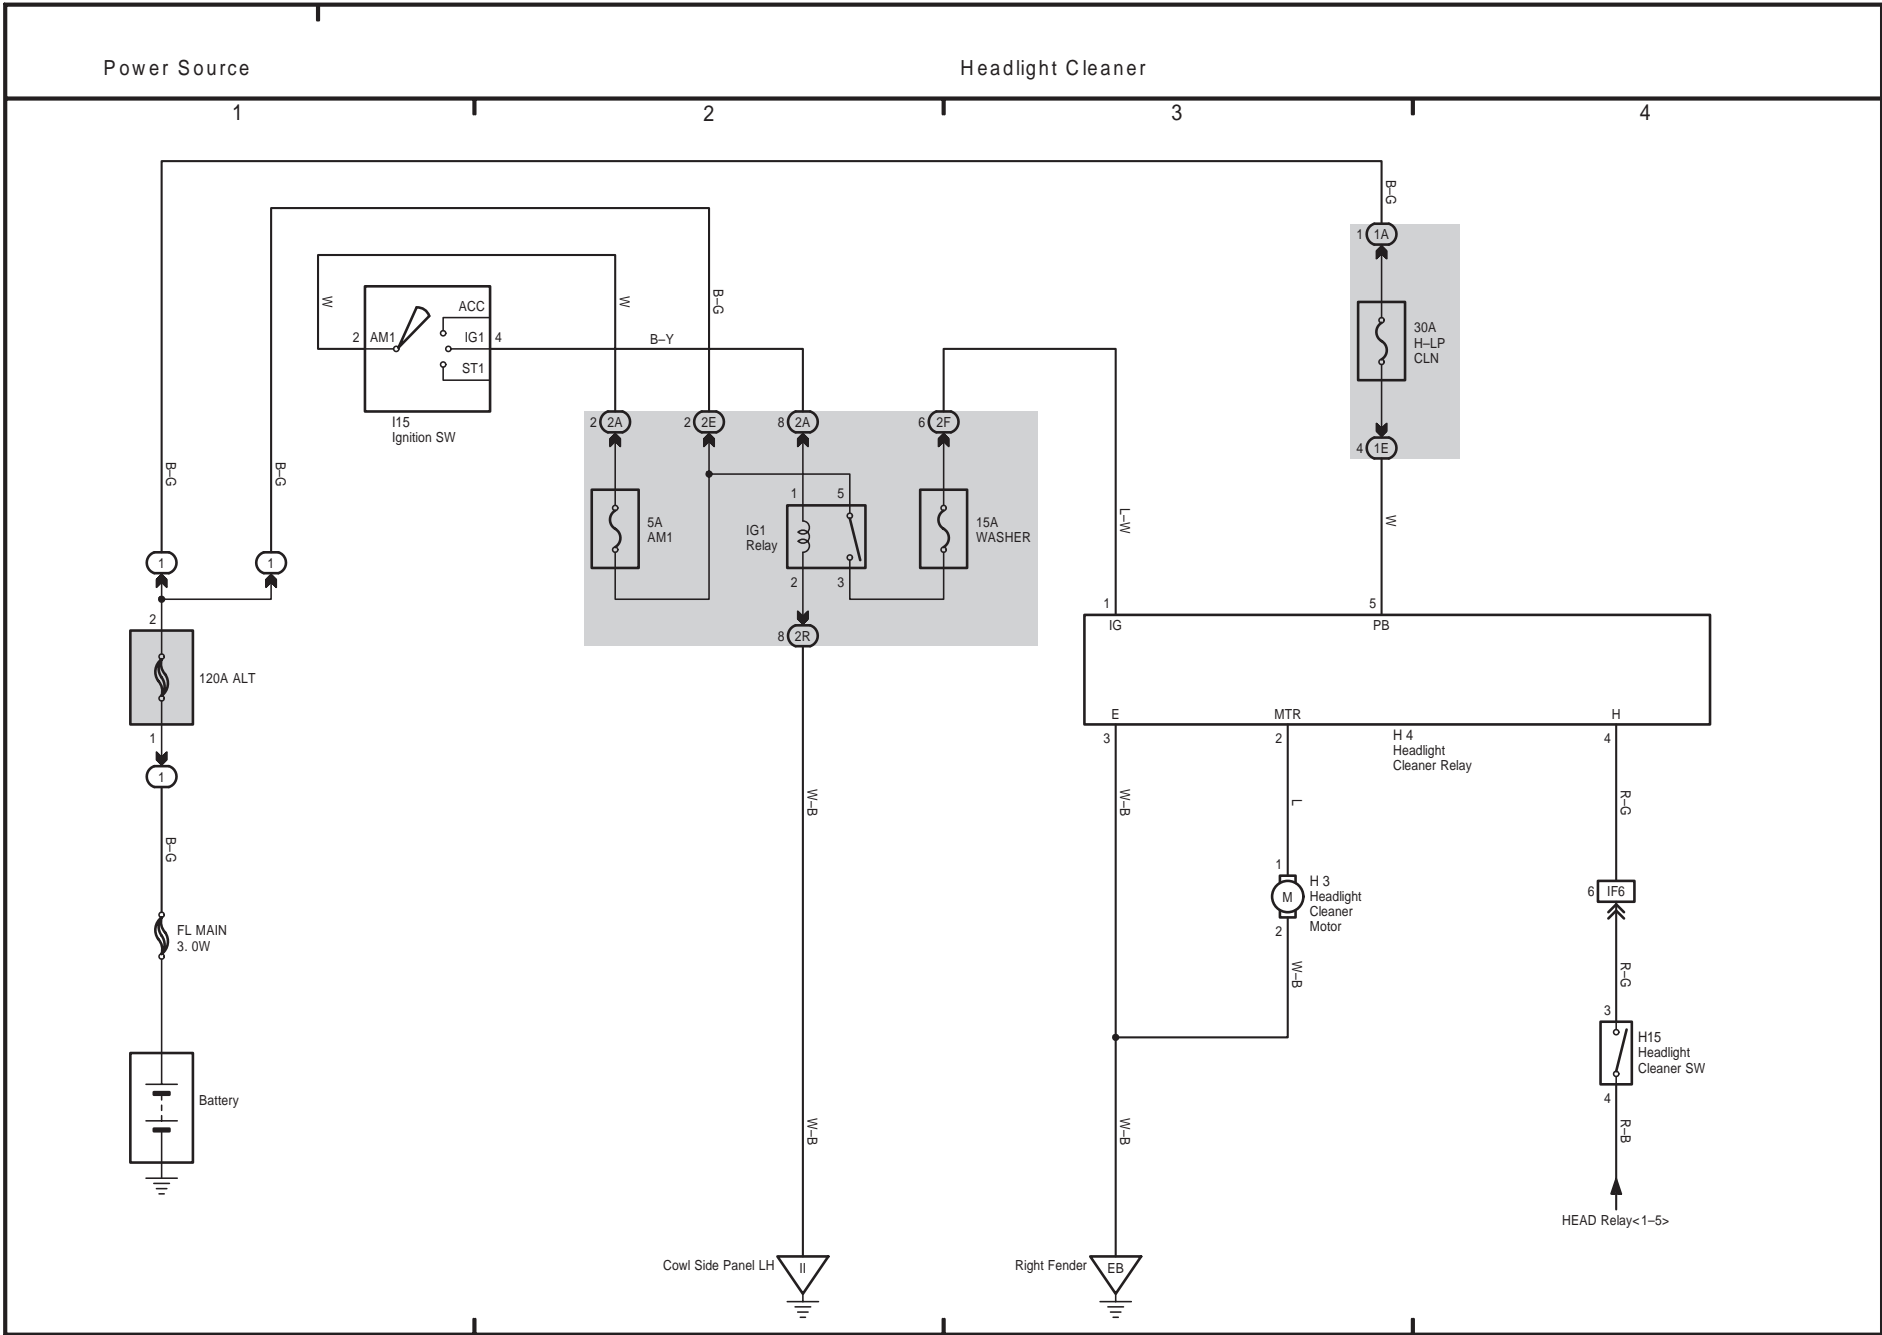 Power Source
Headlight Cleaner
1
2
3
4
B–G
1 1A
30A
H–LP
CLN
4 1E
W
W
2 AM1
ACC
IG1 4
ST1
I15
Ignition SW
W
B–G
B–Y
B–G
B–G
1
1
2
120A ALT
1
1
B–G
FL MAIN
3. 0W
Battery
2 2A
2 2E
8 2A
6 2F
5A
AM1
IG1
Relay
1
5
2
3
15A
WASHER
8 2R
L–W
1
IG
5
PB
E
MTR
H
3
2
4
H 4
Headlight
Cleaner Relay
W–B
W–B
L
R–G
1
M
H 3
Headlight
Cleaner
Motor
2
W–B
6 IF6
R–G
3
H15
Headlight
Cleaner SW
4
R–B
HEAD Relay<1–5>
W–B
W–B
Cowl Side Panel LH
II
Right Fender
EB